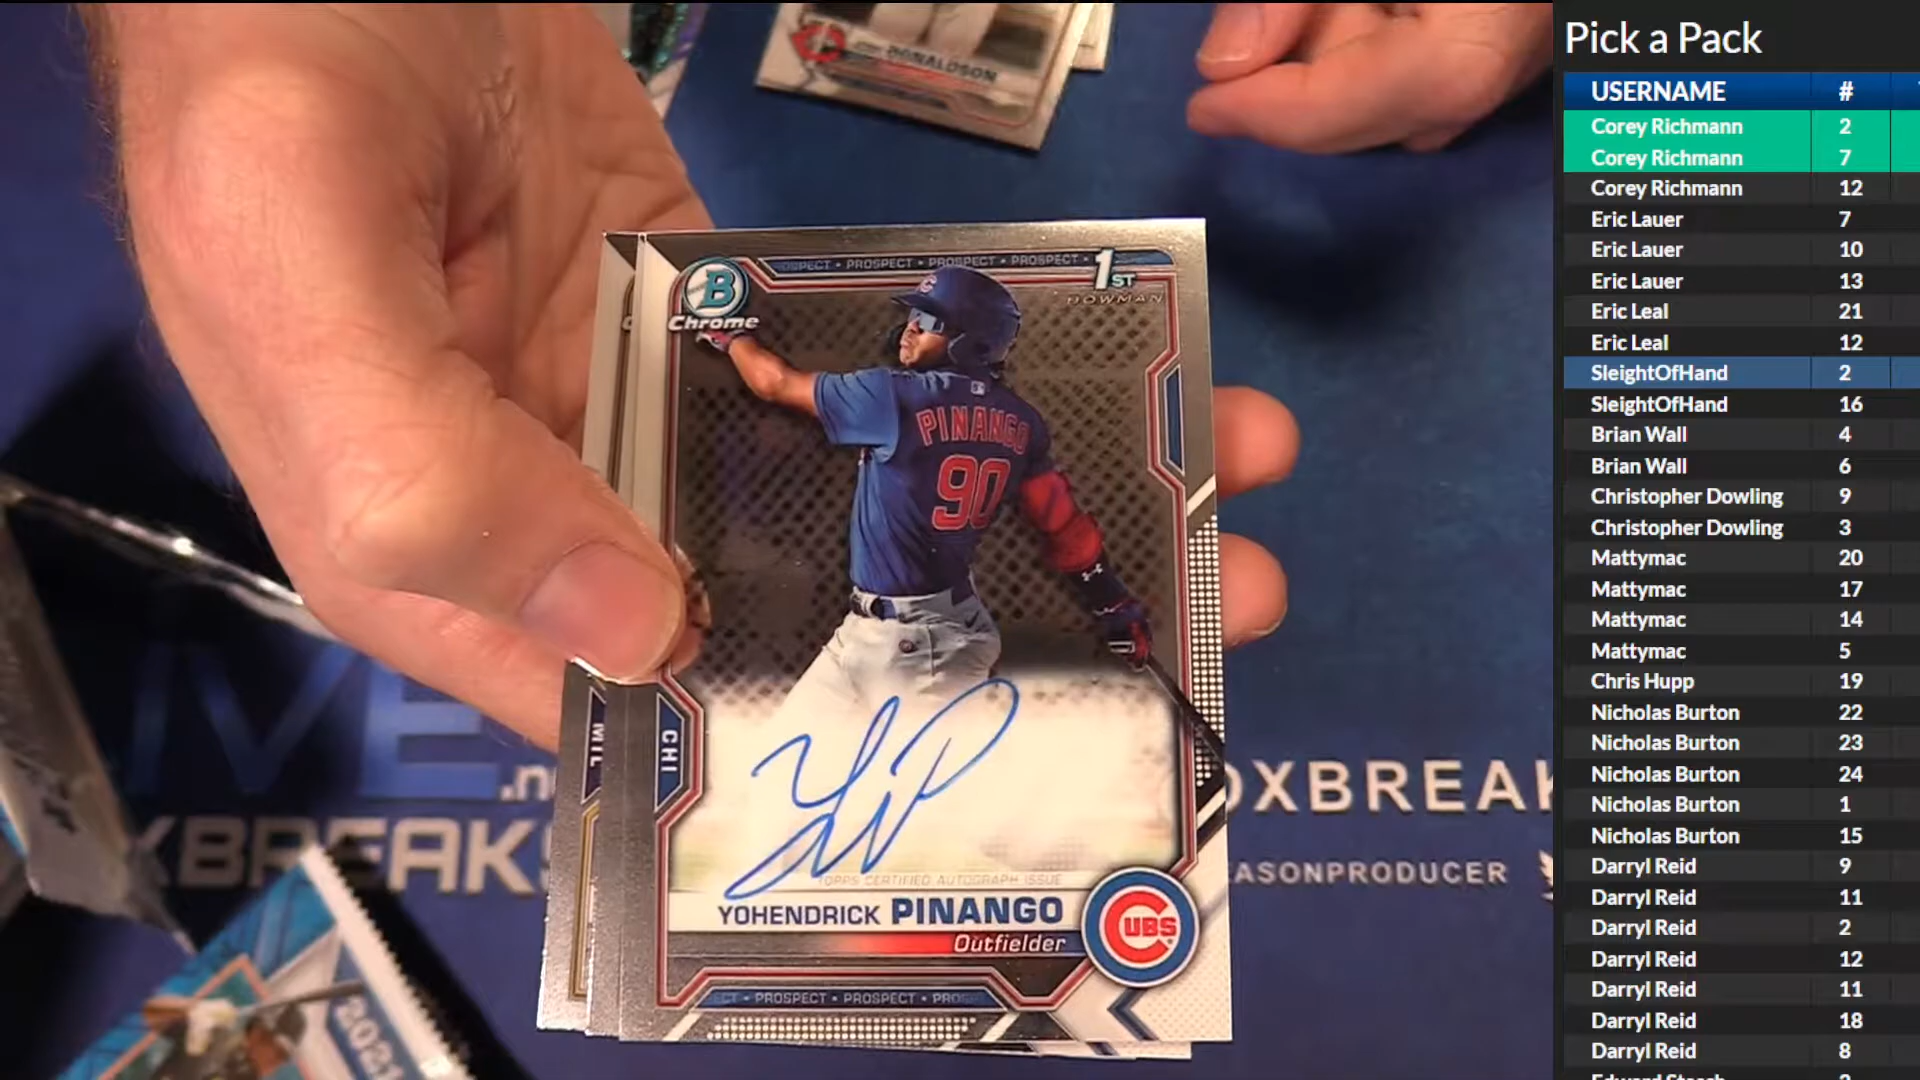 DONALDSON
PROSPECT • PROSPECT • PROSPECT
1ST
BOWMAN
B
Chrome
PINANGO
90
MIL
CHI
TOPPS CERTIFIED AUTOGRAPH ISSUE
YOHENDRICK PINANGO
Outfielder
CUBS
PROSPECT • PROSPECT
2021
Pick a Pack
USERNAME #
Corey Richmann 2
Corey Richmann 7
Corey Richmann 12
Eric Lauer 7
Eric Lauer 10
Eric Lauer 13
Eric Leal 21
Eric Leal 12
SleightOfHand 2
SleightOfHand 16
Brian Wall 4
Brian Wall 6
Christopher Dowling 9
Christopher Dowling 3
Mattymac 20
Mattymac 17
Mattymac 14
Mattymac 5
Chris Hupp 19
Nicholas Burton 22
Nicholas Burton 23
Nicholas Burton 24
Nicholas Burton 1
Nicholas Burton 15
Darryl Reid 9
Darryl Reid 11
Darryl Reid 2
Darryl Reid 12
Darryl Reid 11
Darryl Reid 18
Darryl Reid 8